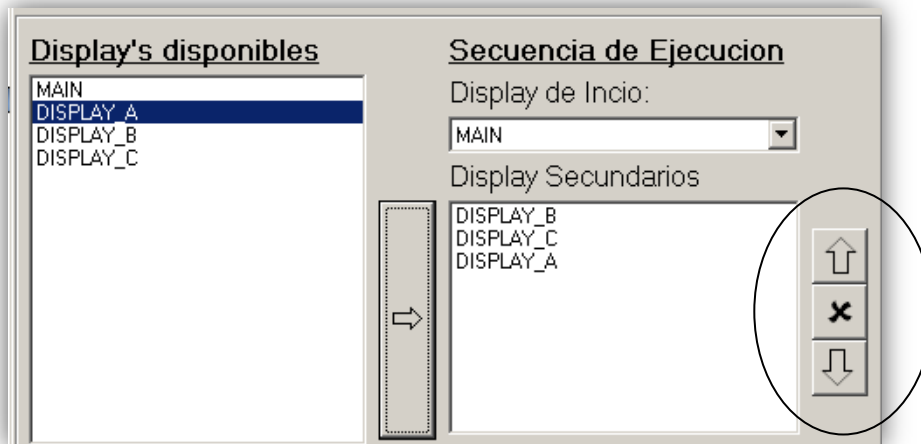 Display's disponibles
MAIN
DISPLAY_A
DISPLAY_B
DISPLAY_C
Secuencia de Ejecucion
Display de Incio:
MAIN
Display Secundarios
DISPLAY_B
DISPLAY_C
DISPLAY_A